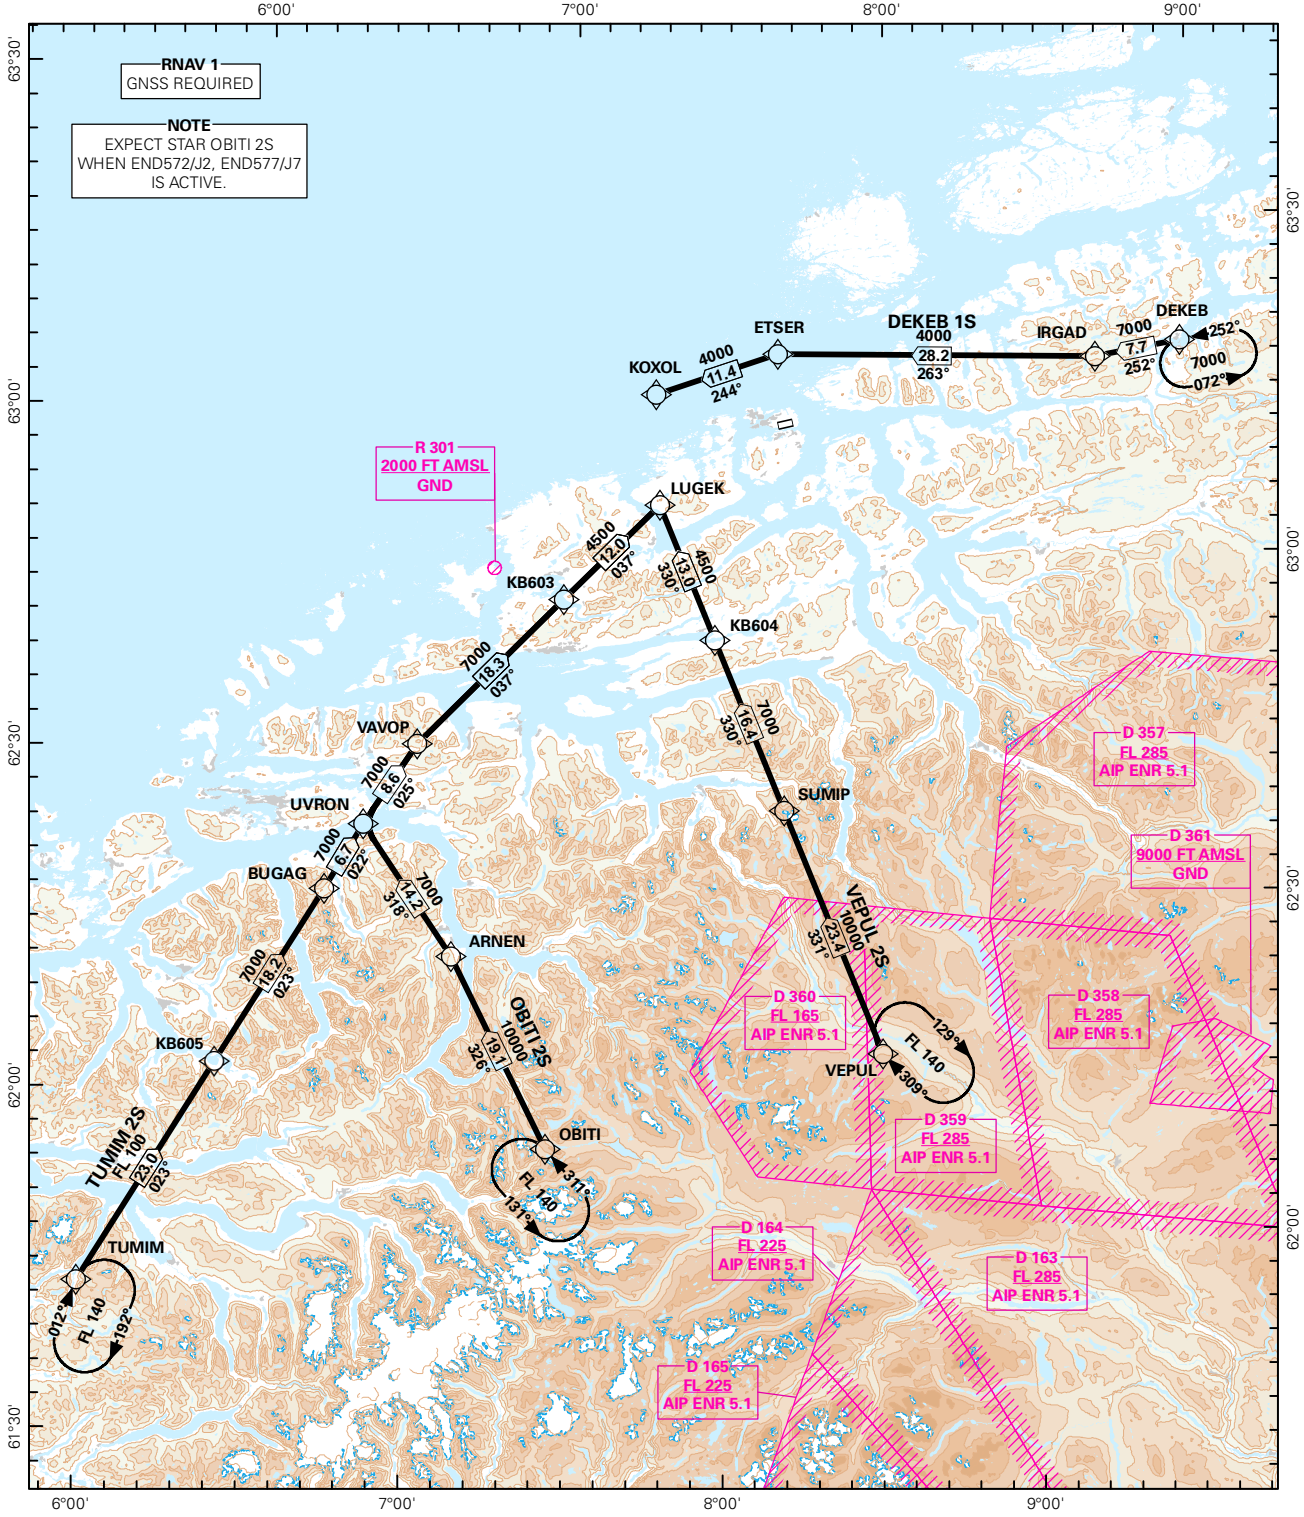 6°00'
7°00'
8°00'
9°00'
63°30'
RNAV 1
GNSS REQUIRED
NOTE
EXPECT STAR OBITI 2S
WHEN END572/J2, END577/J7
IS ACTIVE.
63°30'
DEKEB 1S
4000
28.2
263°
ETSER
IRGAD
DEKEB
7000
7.7
252°
252°
7000
072°
KOXOL
4000
11.4
244°
63°00'
R 301
2000 FT AMSL
GND
LUGEK
4500
12.0
037°
4500
13.0
330°
63°00'
KB603
KB604
7000
18.3
037°
7000
16.4
330°
VAVOP
62°30'
D 357
FL 285
AIP ENR 5.1
7000
8.6
025°
UVRON
SUMIP
7000
6.7
022°
BUGAG
D 361
9000 FT AMSL
GND
62°30'
7000
14.2
318°
VEPUL 2S
10000
23.4
331°
ARNEN
7000
18.2
023°
D 360
FL 165
AIP ENR 5.1
D 358
FL 285
AIP ENR 5.1
OBITI 2S
10000
19.1
326°
KB605
VEPUL
129°
FL 140
309°
62°00'
TUMIM 2S
FL 100
23.0
023°
OBITI
311°
FL 140
131°
D 359
FL 285
AIP ENR 5.1
62°00'
D 164
FL 225
AIP ENR 5.1
TUMIM
012°
FL 140
192°
D 163
FL 285
AIP ENR 5.1
D 165
FL 225
AIP ENR 5.1
61°30'
6°00'
7°00'
8°00'
9°00'